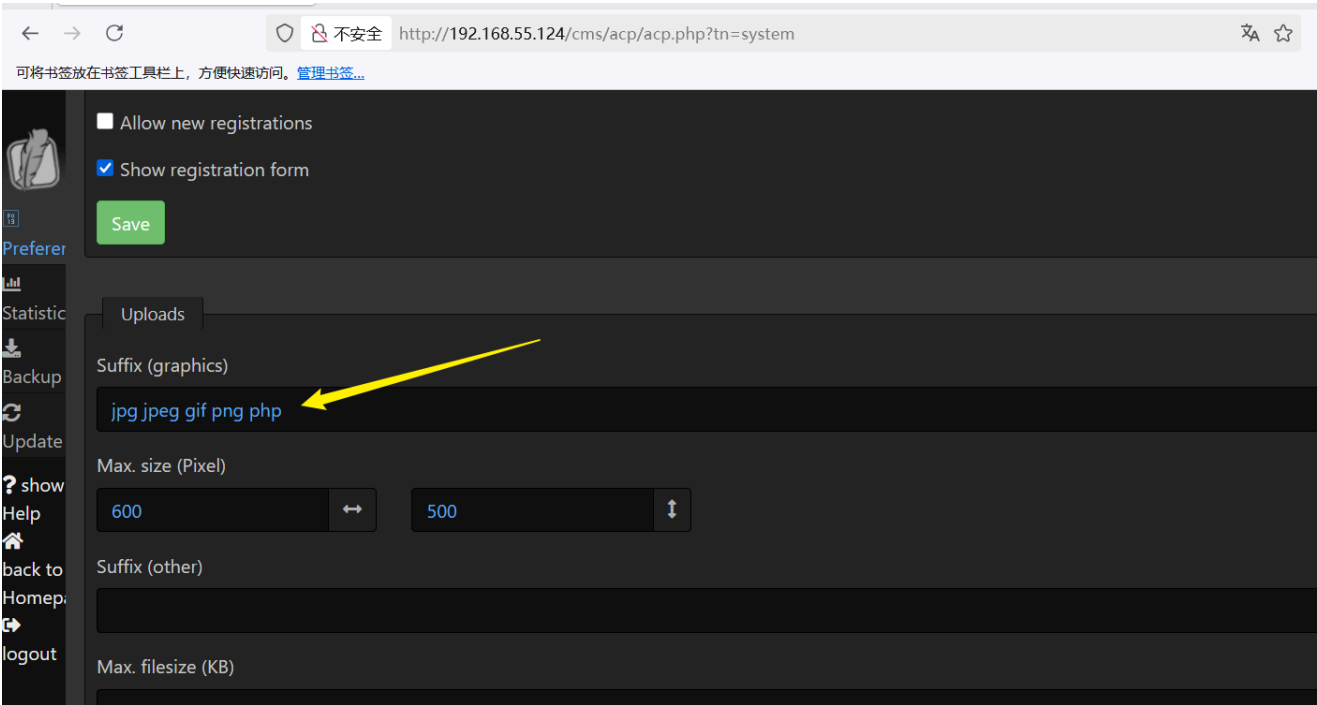 不安全 http://192.168.55.124/cms/acp/acp.php?tn=system
可将书签放在书签工具栏上，方便快速访问。管理书签...
Allow new registrations
Show registration form
Save
Preferer
Statistic
Backup
Update
? show
Help
back to
Homepa
logout
Uploads
Suffix (graphics)
jpg jpeg gif png php
Max. size (Pixel)
600
500
Suffix (other)
Max. filesize (KB)